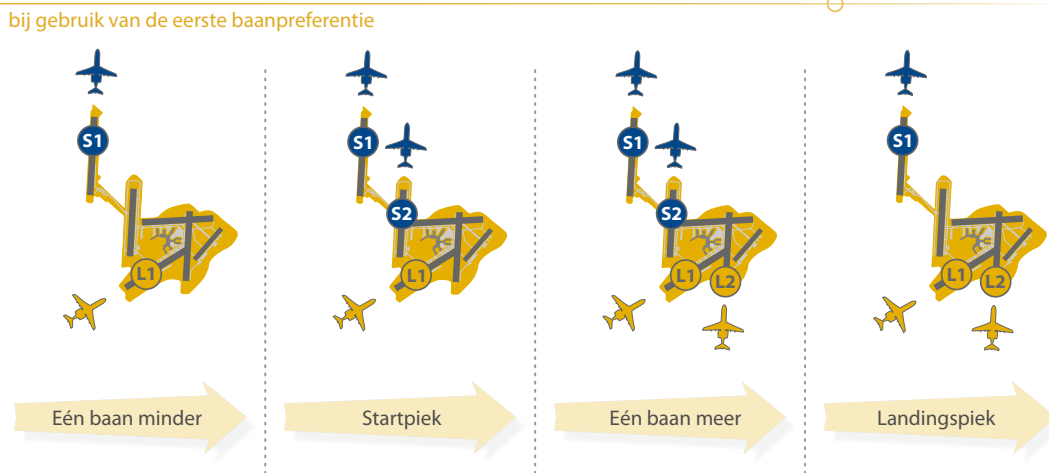 bij gebruik van de eerste baanpreferentie
S1
L1
Eén baan minder
S1
S2
L1
Startpiek
S1
S2
L1
L2
Eén baan meer
S1
L1
L2
Landingspiek